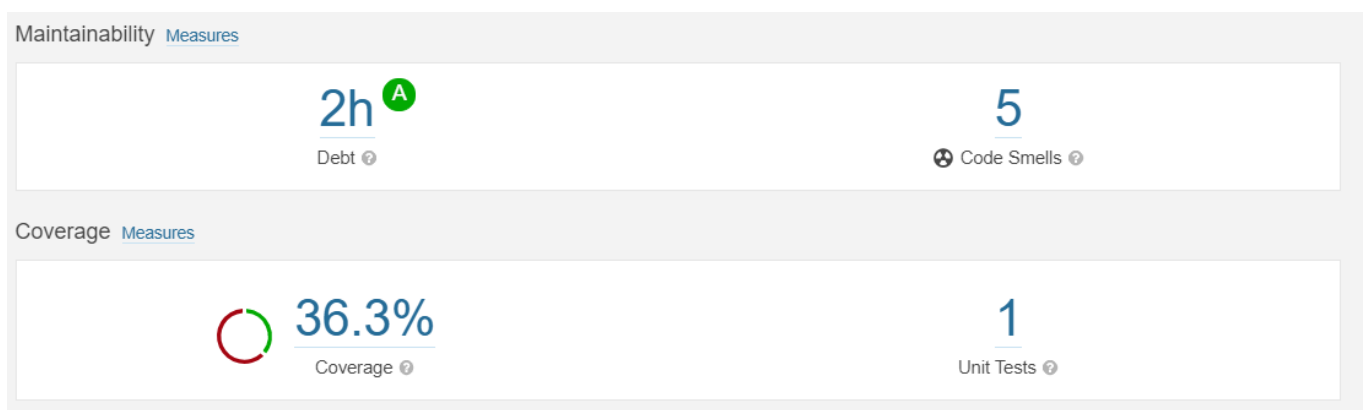 Maintainability Measures
2h A
Debt ?
5
Code Smells ?
Coverage Measures
36.3%
Coverage ?
1
Unit Tests ?